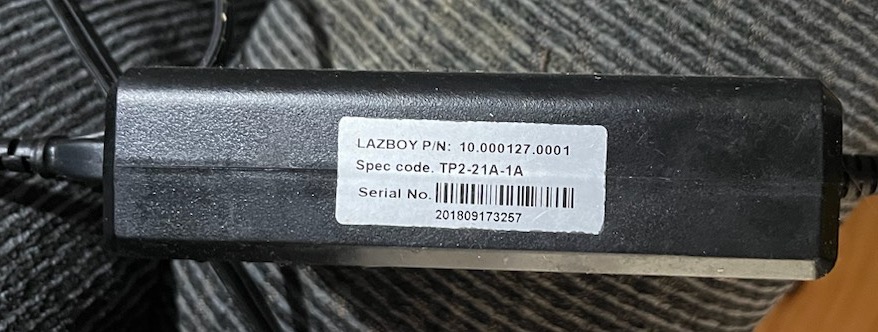 LAZBOY P/N: 10.000127.0001
Spec code. TP2-21A-1A
Serial No.
201809173257